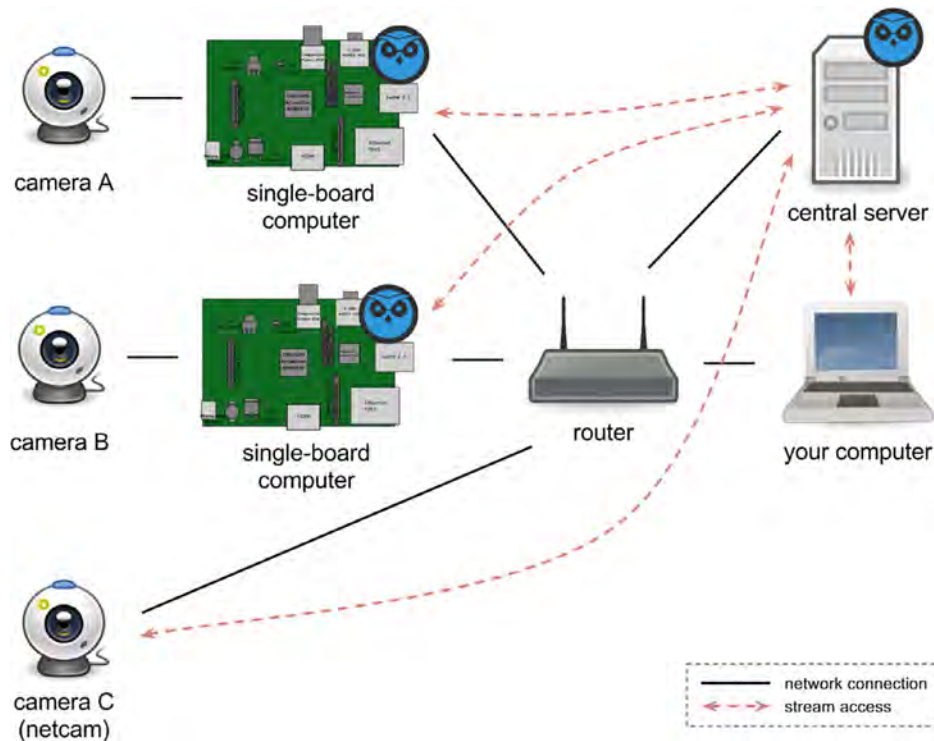 camera A
single-board
computer
central server
camera B
single-board
computer
router
your computer
camera C
(netcam)
network connection
stream access